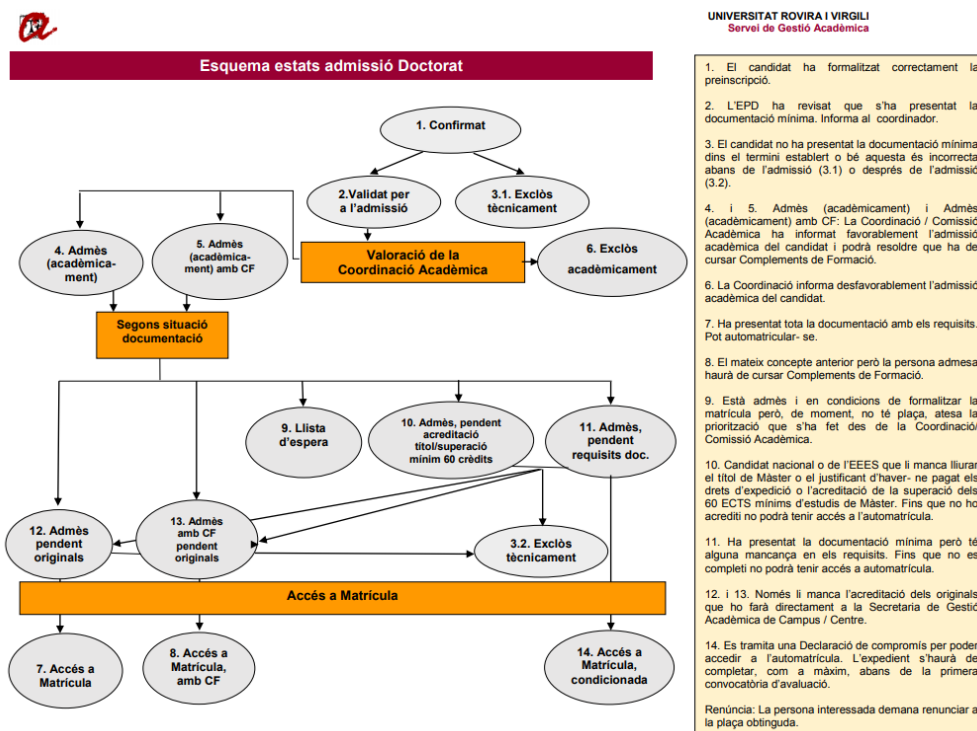 UNIVERSITAT ROVIRA I VIRGILI
Servei de Gestió Acadèmica
Esquema estats admissió Doctorat
1. Confirmat
2.Validat per
a l'admissió
3.1. Exclòs
tècnicament
4. Admès
(acadèmica-
ment)
5. Admès
(acadèmica-
ment) amb CF
Valoració de la
Coordinació Acadèmica
6. Exclòs
acadèmicament
Segons situació
documentació
9. Llista
d'espera
10. Admès, pendent
acreditació
títol/superació
mínim 60 crèdits
11. Admès,
pendent
requisits doc.
12. Admès
pendent
originals
13. Admès
amb CF
pendent
originals
3.2. Exclòs
tècnicament
Accés a Matrícula
7. Accés a
Matrícula
8. Accés a
Matrícula,
amb CF
14. Accés a
Matrícula,
condicionada
1. El candidat ha formalitzat correctament la
preinscripció.
2. L'EPD ha revisat que s'ha presentat la
documentació mínima. Informa al coordinador.
3. El candidat no ha presentat la documentació mínima
dins el termini establert o bé aquesta és incorrecta
abans de l'admissió (3.1) o després de l'admissió
(3.2).
4. i 5. Admès (acadèmicament) i Admès
(acadèmicament) amb CF: La Coordinació / Comissió
Acadèmica ha informat favorablement l'admissió
acadèmica del candidat i podrà resoldre que ha de
cursar Complements de Formació.
6. La Coordinació informa desfavorablement l'admissió
acadèmica del candidat.
7. Ha presentat tota la documentació amb els requisits.
Pot automatricular- se.
8. El mateix concepte anterior però la persona admesa
haurà de cursar Complements de Formació.
9. Està admès i en condicions de formalitzar la
matrícula però, de moment, no té plaça, atesa la
priorització que s'ha fet des de la Coordinació/
Comissió Acadèmica.
10. Candidat nacional o de l'EEES que li manca lliurar
el títol de Màster o el justificant d'haver- ne pagat els
drets d'expedició o l'acreditació de la superació dels
60 ECTS mínims d'estudis de Màster. Fins que no ho
acrediti no podrà tenir accés a l'automatrícula.
11. Ha presentat la documentació mínima però té
alguna mancança en els requisits. Fins que no es
completi no podrà tenir accés a automatrícula.
12. i 13. Només li manca l'acreditació dels originals
que ho farà directament a la Secretaria de Gestió
Acadèmica de Campus / Centre.
14. Es tramita una Declaració de compromís per poder
accedir a l'automatrícula. L'expedient s'haurà de
completar, com a màxim, abans de la primera
convocatòria d'avaluació.
Renúncia: La persona interessada demana renunciar a
la plaça obtinguda.